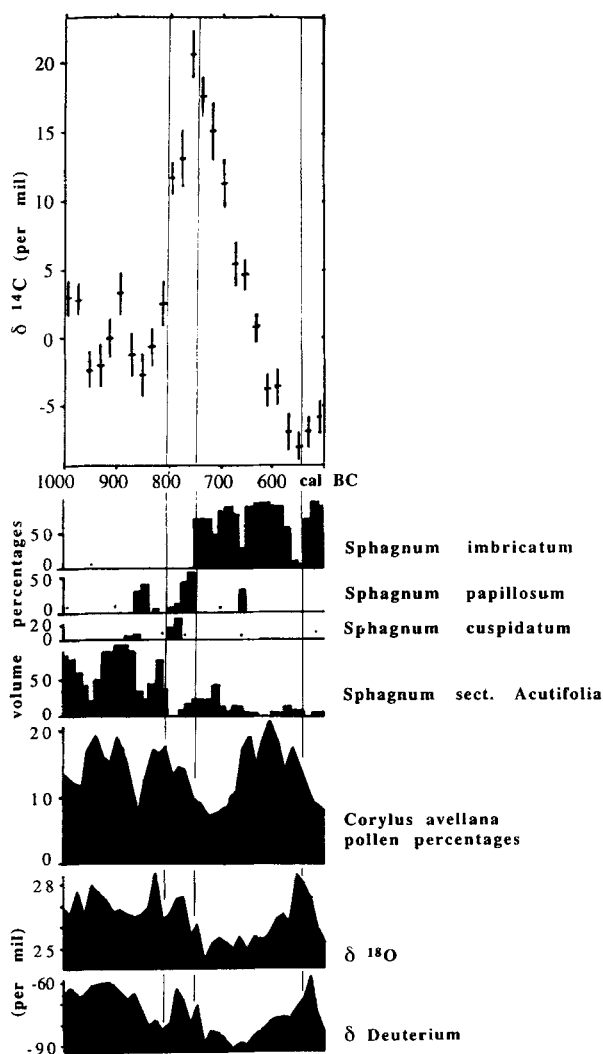 20
15
10
5
0
-5
δ ¹⁴C (per mil)
1000 900 800 700 600 cal BC
volume percentages
50
0
Sphagnum imbricatum
50
0
Sphagnum papillosum
20
0
Sphagnum cuspidatum
50
0
Sphagnum sect. Acutifolia
20
10
0
Corylus avellana
pollen percentages
28
25
δ ¹⁸O
(per mil)
-60
-90
δ Deuterium